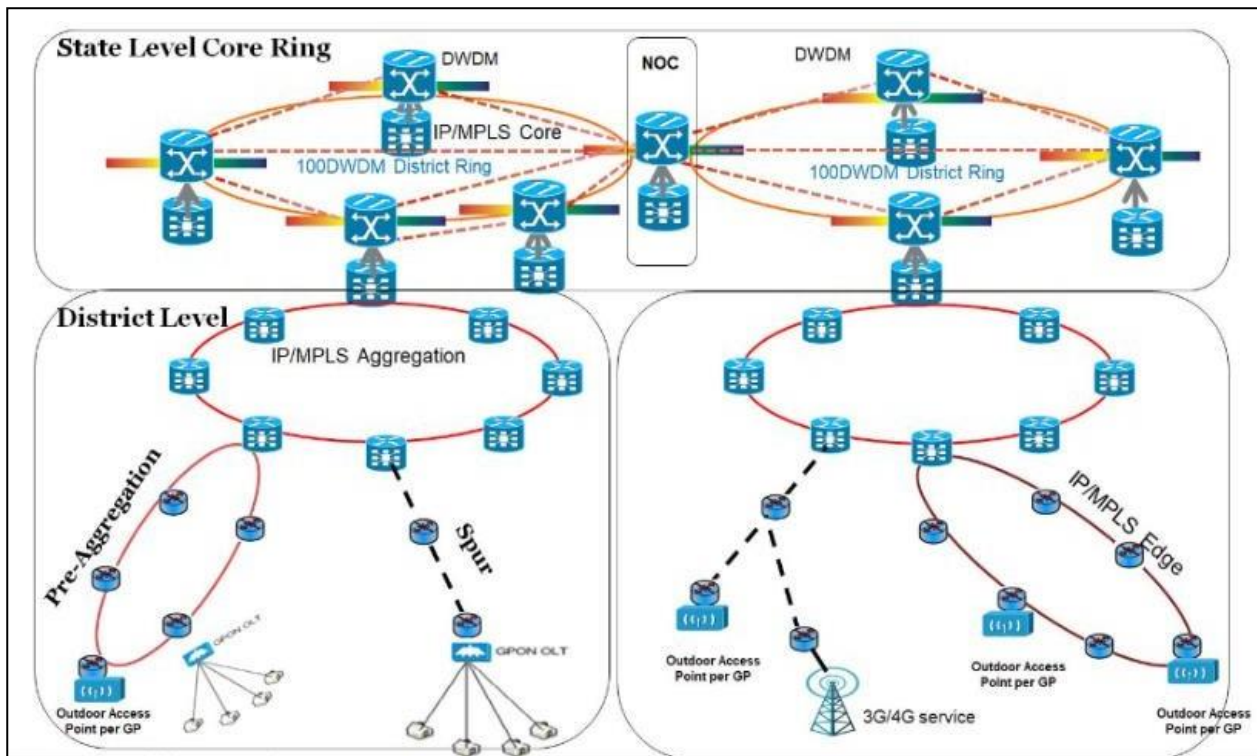 State Level Core Ring
DWDM
NOC
DWDM
IP/MPLS Core
100DWDM District Ring
100DWDM District Ring
District Level
IP/MPLS Aggregation
Pre-Aggregation
Spur
GPON OLT
GPON OLT
Outdoor Access
Point per GP
IP/MPLS Edge
Outdoor Access
Point per GP
3G/4G service
Outdoor Access
Point per GP
Outdoor Access
Point per GP